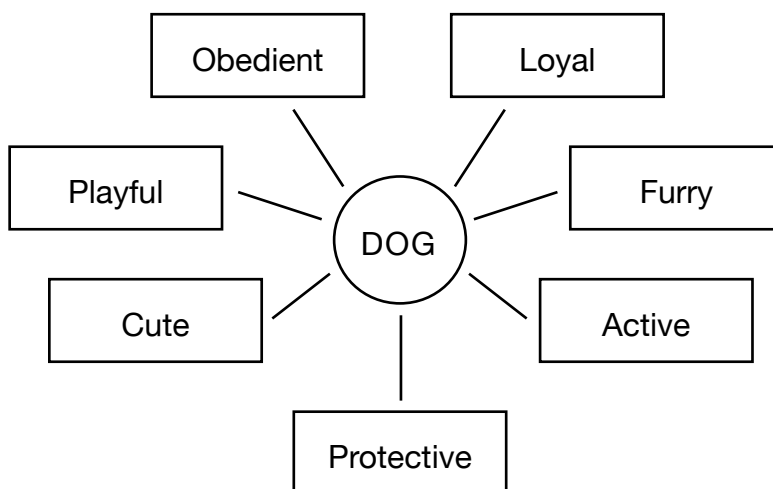 Obedient
Loyal
Playful
Furry
DOG
Cute
Active
Protective